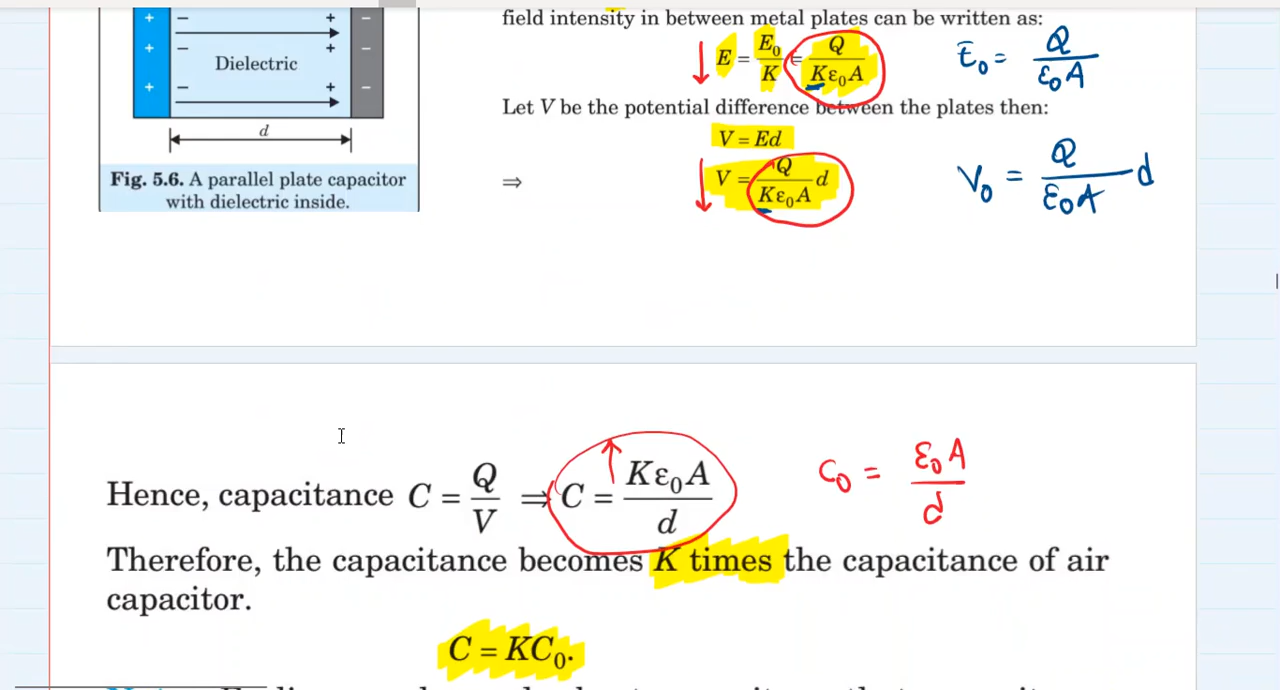 field intensity in between metal plates can be written as:
E = E₀/K = Q/Kε₀A
E₀ = Q/ε₀A
Let V be the potential difference between the plates then:
V = Ed
⇒ V = Q/Kε₀A d
V₀ = Q/ε₀A d
+ − + −
+ − + −
Dielectric
+ − + −
d
Fig. 5.6. A parallel plate capacitor
with dielectric inside.
Hence, capacitance C = Q/V ⇒ C = Kε₀A/d
C₀ = ε₀A/d
Therefore, the capacitance becomes K times the capacitance of air
capacitor.
C = KC₀.